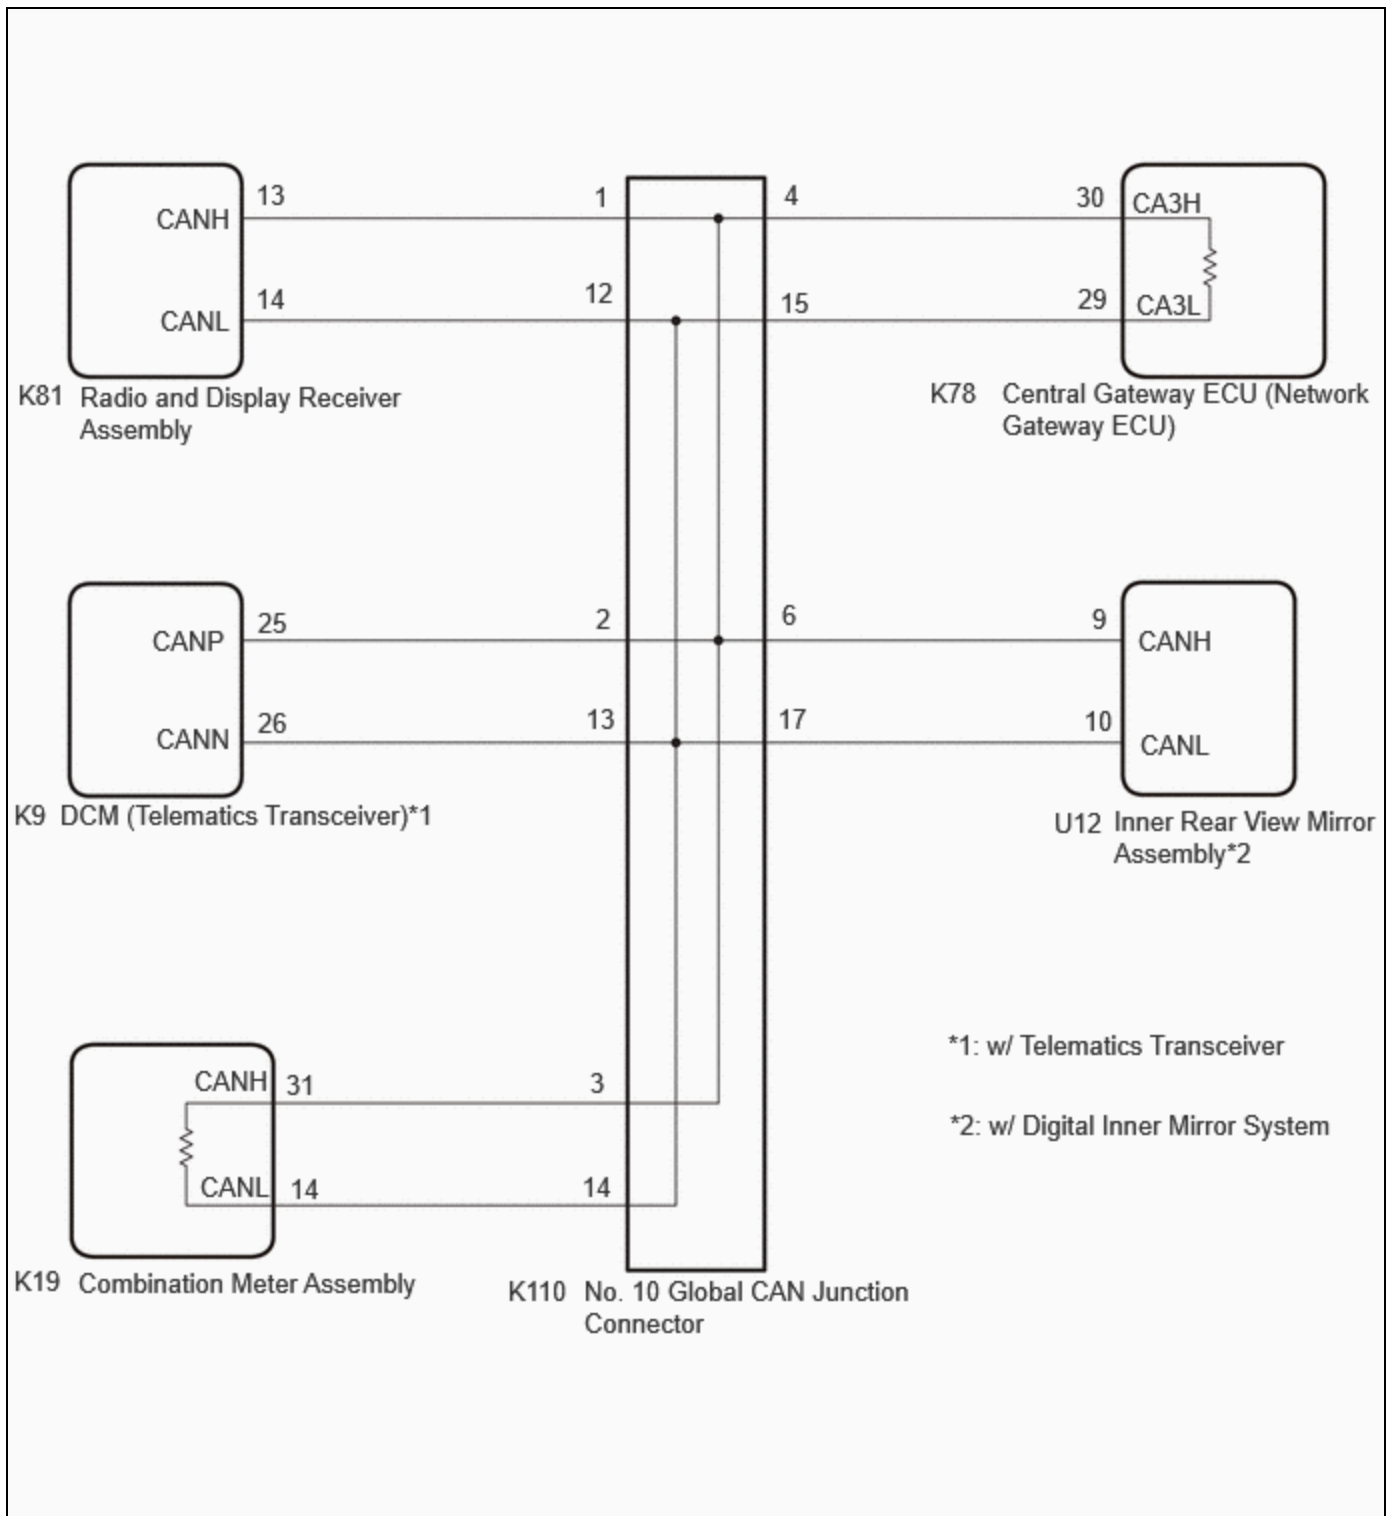 13 1 4 30 CA3H
CANH
14 12 15 29 CA3L
CANL
K81 Radio and Display Receiver
Assembly
K78 Central Gateway ECU (Network
Gateway ECU)
25 2 6 9
CANP CANH
26 13 17 10
CANN CANL
K9 DCM (Telematics Transceiver)*1
U12 Inner Rear View Mirror
Assembly*2
*1: w/ Telematics Transceiver
CANH 31 3
*2: w/ Digital Inner Mirror System
CANL 14 14
K19 Combination Meter Assembly
K110 No. 10 Global CAN Junction
Connector